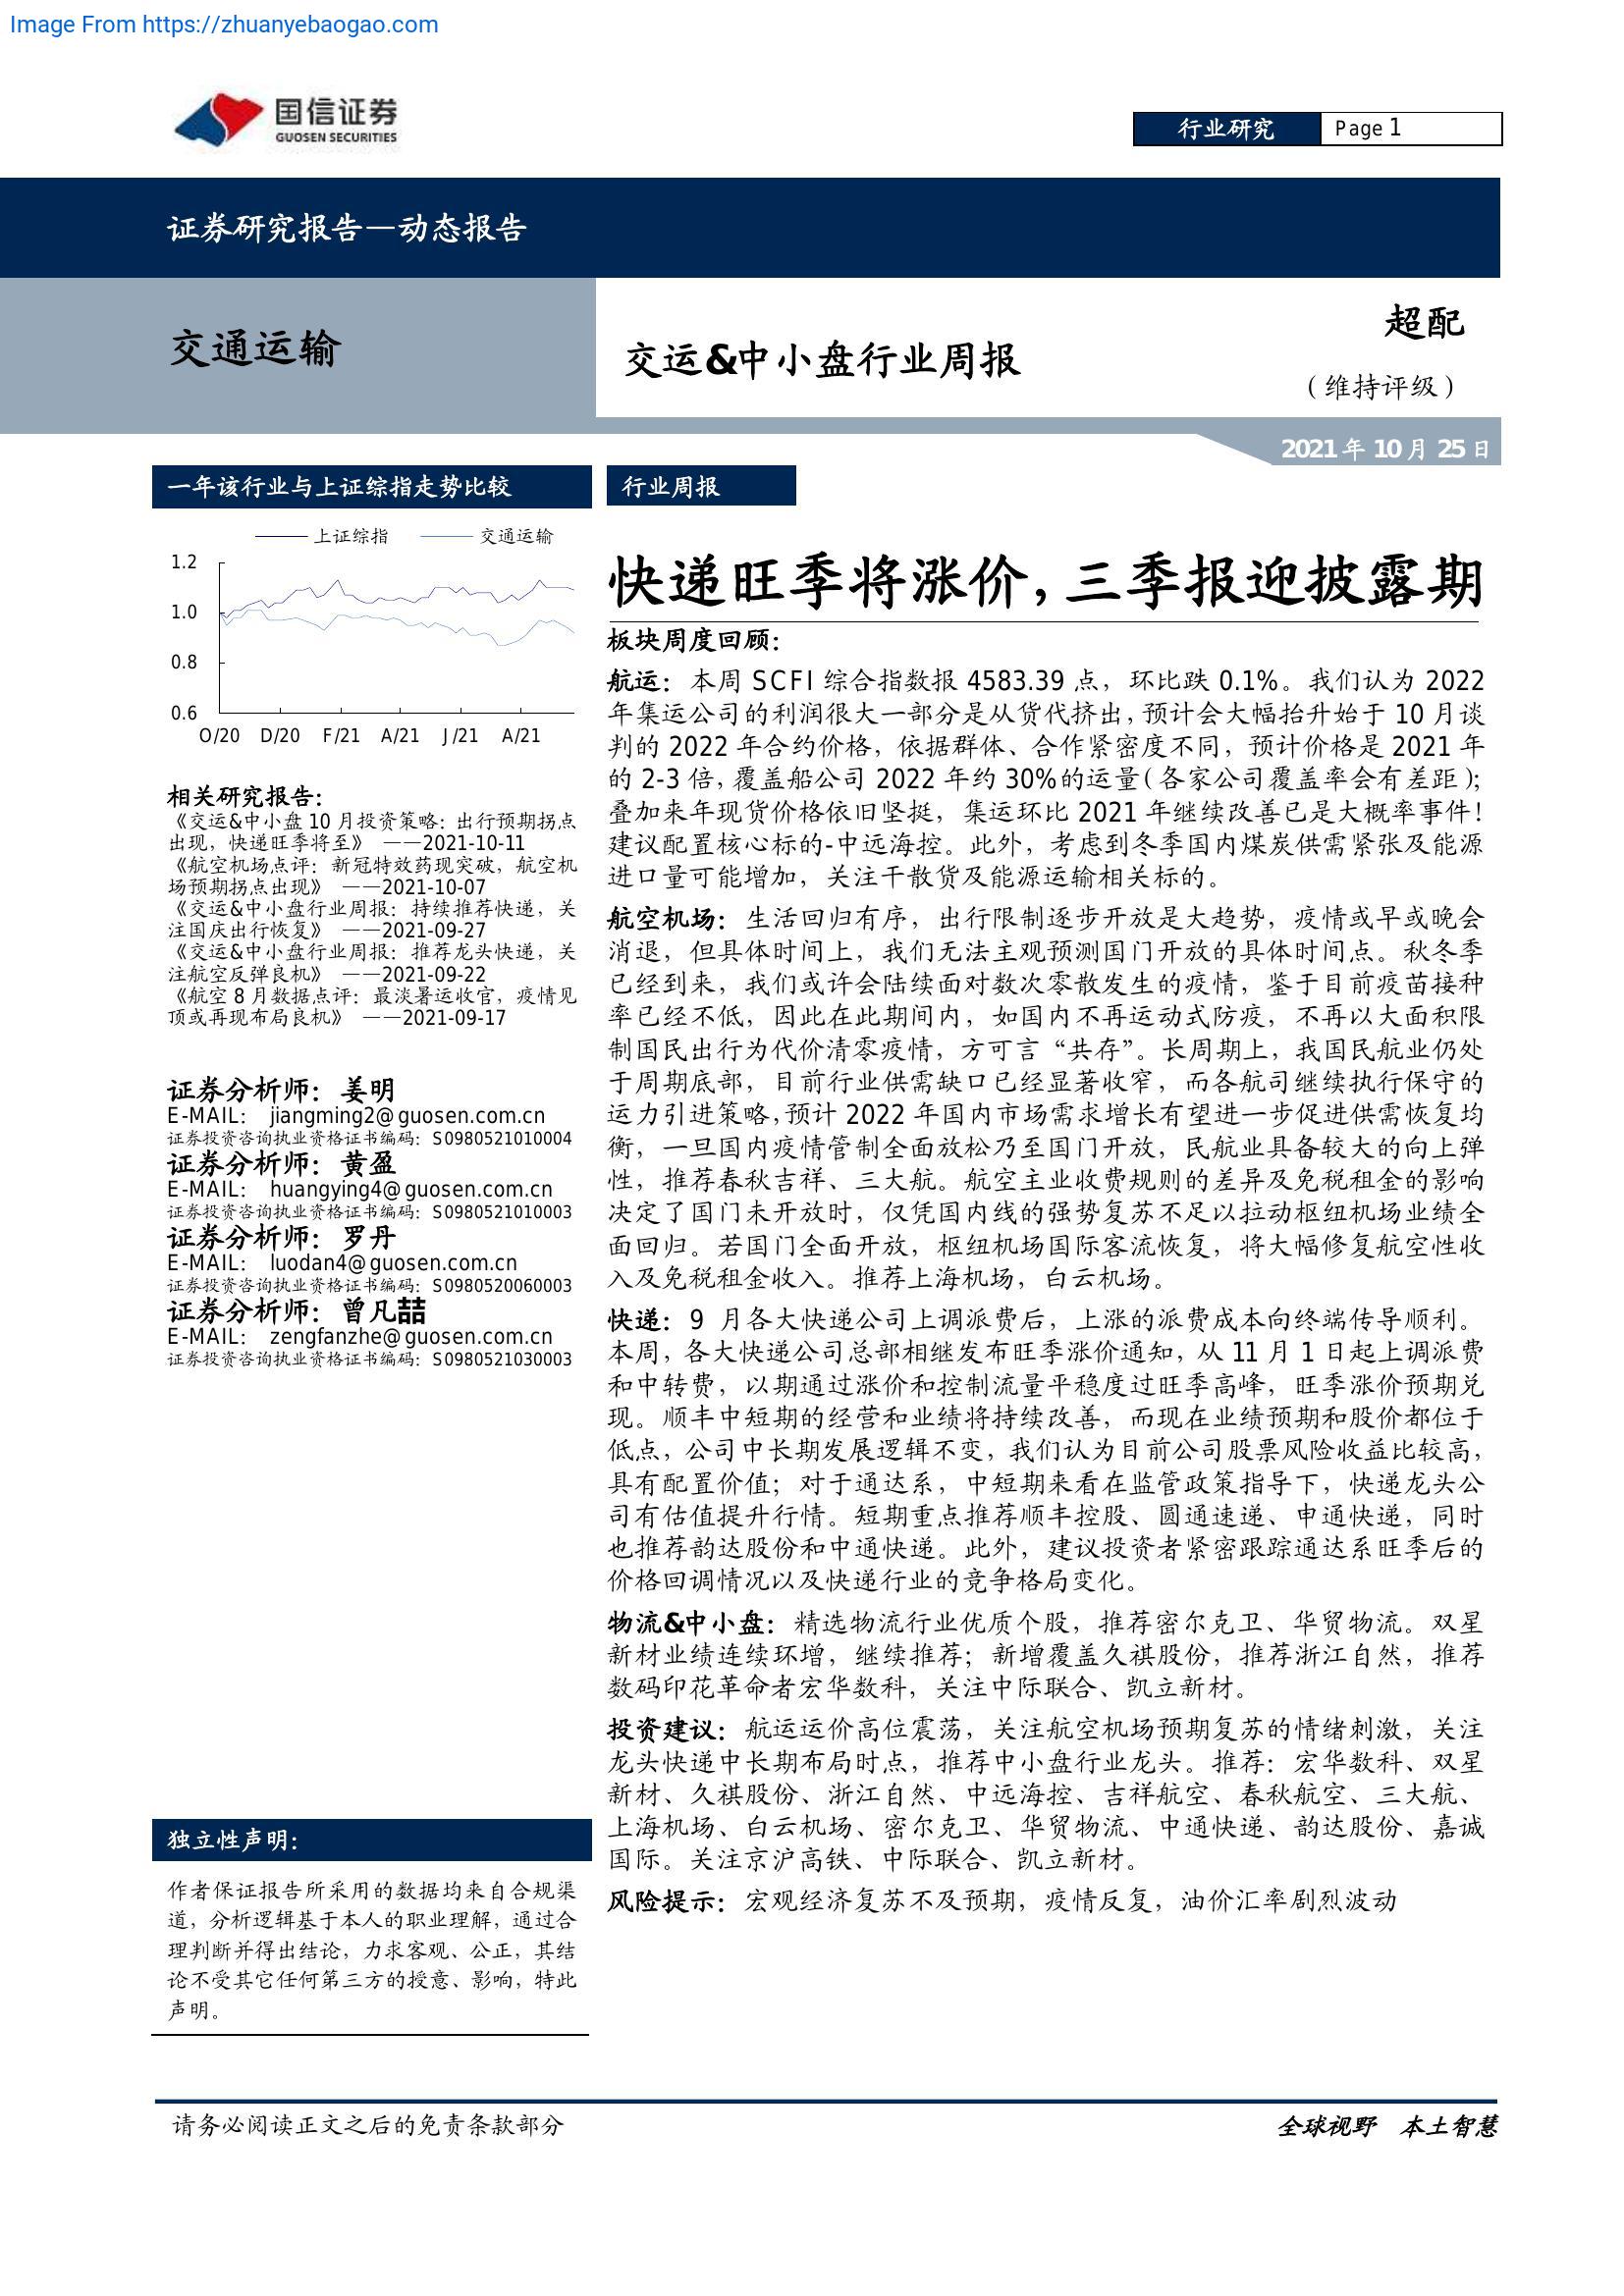 Image From https://zhuanyebaogao.com
国信证券
GUOSEN SECURITIES
行业研究
Page 1
证券研究报告—动态报告
交通运输
交运&中小盘行业周报
超配
（维持评级）
2021 年 10 月 25 日
一年该行业与上证综指走势比较
上证综指 交通运输
1.2
1.0
0.8
0.6
O/20 D/20 F/21 A/21 J/21 A/21
相关研究报告：
《交运&中小盘 10 月投资策略：出行预期拐点
出现，快递旺季将至》 ——2021-10-11
《航空机场点评：新冠特效药现突破，航空机
场预期拐点出现》 ——2021-10-07
《交运&中小盘行业周报：持续推荐快递，关
注国庆出行恢复》 ——2021-09-27
《交运&中小盘行业周报：推荐龙头快递，关
注航空反弹良机》 ——2021-09-22
《航空 8 月数据点评：最淡暑运收官，疫情见
顶或再现布局良机》 ——2021-09-17
证券分析师：姜明
E-MAIL: jiangming2@guosen.com.cn
证券投资咨询执业资格证书编码：S0980521010004
证券分析师：黄盈
E-MAIL: huangying4@guosen.com.cn
证券投资咨询执业资格证书编码：S0980521010003
证券分析师：罗丹
E-MAIL: luodan4@guosen.com.cn
证券投资咨询执业资格证书编码：S0980520060003
证券分析师：曾凡喆
E-MAIL: zengfanzhe@guosen.com.cn
证券投资咨询执业资格证书编码：S0980521030003
独立性声明：
作者保证报告所采用的数据均来自合规渠
道，分析逻辑基于本人的职业理解，通过合
理判断并得出结论，力求客观、公正，其结
论不受其它任何第三方的授意、影响，特此
声明。
行业周报
快递旺季将涨价，三季报迎披露期
板块周度回顾：
航运：本周 SCFI 综合指数报 4583.39 点，环比跌 0.1%。我们认为 2022
年集运公司的利润很大一部分是从货代挤出，预计会大幅抬升始于 10 月谈
判的 2022 年合约价格，依据群体、合作紧密度不同，预计价格是 2021 年
的 2-3 倍，覆盖船公司 2022 年约 30%的运量（各家公司覆盖率会有差距）；
叠加来年现货价格依旧坚挺，集运环比 2021 年继续改善已是大概率事件！
建议配置核心标的-中远海控。此外，考虑到冬季国内煤炭供需紧张及能源
进口量可能增加，关注干散货及能源运输相关标的。
航空机场：生活回归有序，出行限制逐步开放是大趋势，疫情或早或晚会
消退，但具体时间上，我们无法主观预测国门开放的具体时间点。秋冬季
已经到来，我们或许会陆续面对数次零散发生的疫情，鉴于目前疫苗接种
率已经不低，因此在此期间内，如国内不再运动式防疫，不再以大面积限
制国民出行为代价清零疫情，方可言“共存”。长周期上，我国民航业仍处
于周期底部，目前行业供需缺口已经显著收窄，而各航司继续执行保守的
运力引进策略，预计 2022 年国内市场需求增长有望进一步促进供需恢复均
衡，一旦国内疫情管制全面放松乃至国门开放，民航业具备较大的向上弹
性，推荐春秋吉祥、三大航。航空主业收费规则的差异及免税租金的影响
决定了国门未开放时，仅凭国内线的强势复苏不足以拉动枢纽机场业绩全
面回归。若国门全面开放，枢纽机场国际客流恢复，将大幅修复航空性收
入及免税租金收入。推荐上海机场，白云机场。
快递：9 月各大快递公司上调派费后，上涨的派费成本向终端传导顺利。
本周，各大快递公司总部相继发布旺季涨价通知，从 11 月 1 日起上调派费
和中转费，以期通过涨价和控制流量平稳度过旺季高峰，旺季涨价预期兑
现。顺丰中短期的经营和业绩将持续改善，而现在业绩预期和股价都位于
低点，公司中长期发展逻辑不变，我们认为目前公司股票风险收益比较高，
具有配置价值；对于通达系，中短期来看在监管政策指导下，快递龙头公
司有估值提升行情。短期重点推荐顺丰控股、圆通速递、申通快递，同时
也推荐韵达股份和中通快递。此外，建议投资者紧密跟踪通达系旺季后的
价格回调情况以及快递行业的竞争格局变化。
物流&中小盘：精选物流行业优质个股，推荐密尔克卫、华贸物流。双星
新材业绩连续环增，继续推荐；新增覆盖久祺股份，推荐浙江自然，推荐
数码印花革命者宏华数科，关注中际联合、凯立新材。
投资建议：航运运价高位震荡，关注航空机场预期复苏的情绪刺激，关注
龙头快递中长期布局时点，推荐中小盘行业龙头。推荐：宏华数科、双星
新材、久祺股份、浙江自然、中远海控、吉祥航空、春秋航空、三大航、
上海机场、白云机场、密尔克卫、华贸物流、中通快递、韵达股份、嘉诚
国际。关注京沪高铁、中际联合、凯立新材。
风险提示：宏观经济复苏不及预期，疫情反复，油价汇率剧烈波动
请务必阅读正文之后的免责条款部分
全球视野 本土智慧